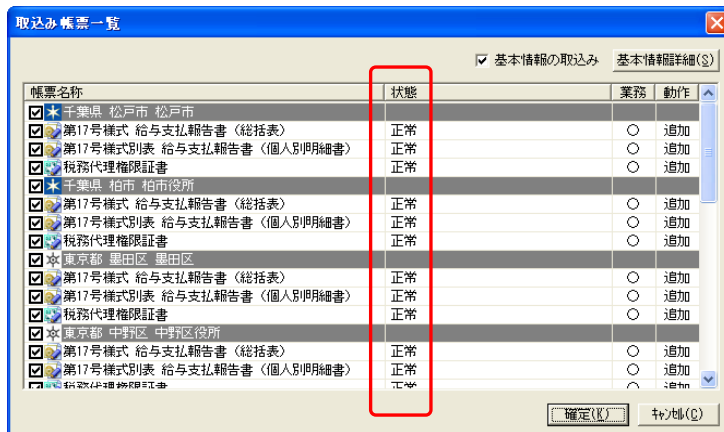 取込み帳票一覧
基本情報の取込み 基本情報詳細(S)
帳票名称 状態 業務 動作
千葉県 松戸市 松戸市
第17号様式 給与支払報告書（総括表） 正常 ○ 追加
第17号様式別表 給与支払報告書（個人別明細書） 正常 ○ 追加
税務代理権限証書 正常 ○ 追加
千葉県 柏市 柏市役所
第17号様式 給与支払報告書（総括表） 正常 ○ 追加
第17号様式別表 給与支払報告書（個人別明細書） 正常 ○ 追加
税務代理権限証書 正常 ○ 追加
東京都 墨田区 墨田区
第17号様式 給与支払報告書（総括表） 正常 ○ 追加
第17号様式別表 給与支払報告書（個人別明細書） 正常 ○ 追加
税務代理権限証書 正常 ○ 追加
東京都 中野区 中野区役所
第17号様式 給与支払報告書（総括表） 正常 ○ 追加
第17号様式別表 給与支払報告書（個人別明細書） 正常 ○ 追加
税務代理権限証書 正常 ○ 追加
確定(K) ｷｬﾝｾﾙ(C)